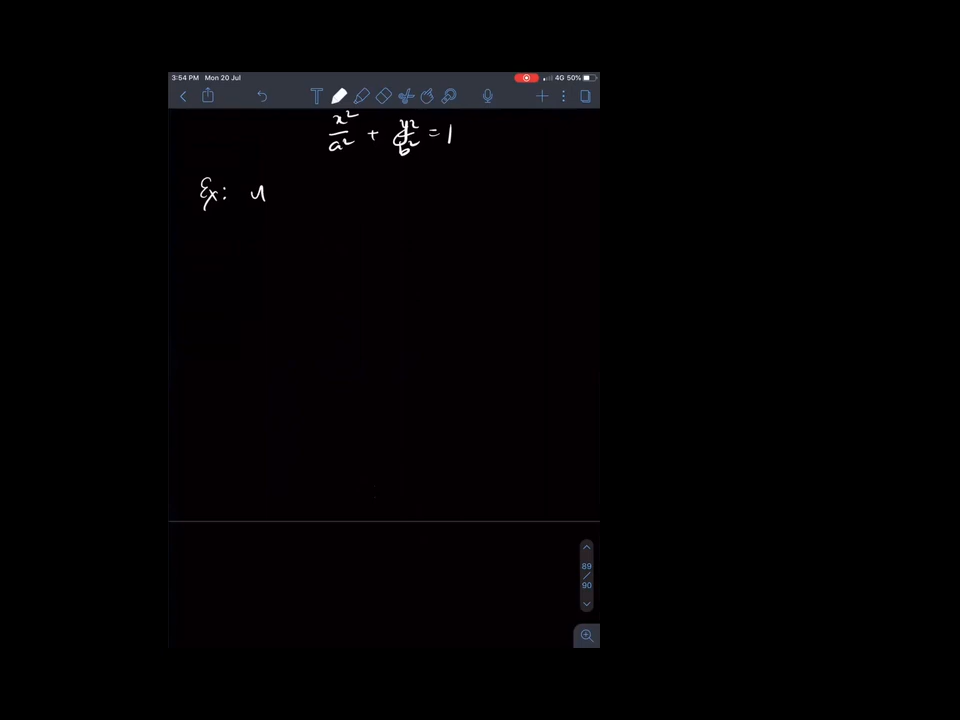 3:54 PM Mon 20 Jul 4G 50%
T
x²/a² + y²/b² = 1
Ex: u
89
/
90